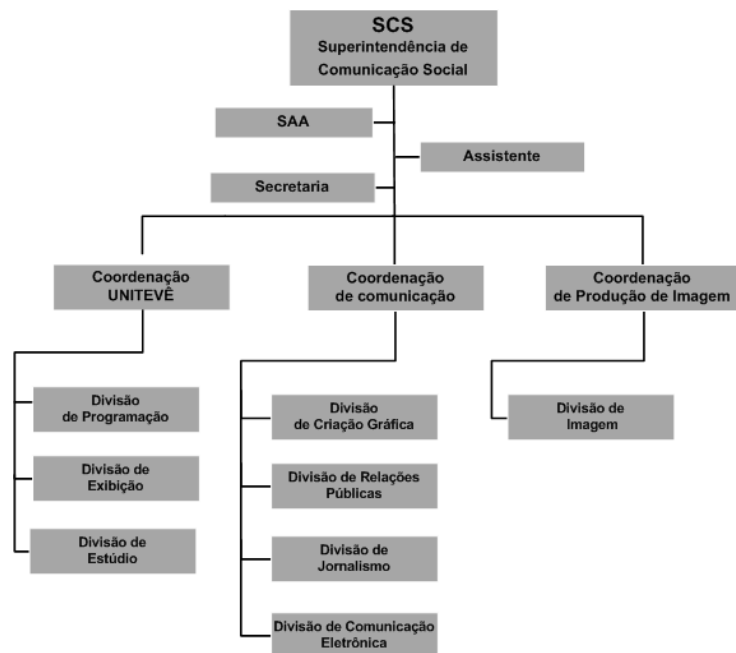 SCS
Superintendência de
Comunicação Social
SAA
Assistente
Secretaria
Coordenação
UNITEVÊ
Coordenação
de comunicação
Coordenação
de Produção de Imagem
Divisão
de Programação
Divisão de
Exibição
Divisão de
Estúdio
Divisão
de Criação Gráfica
Divisão de Relações
Públicas
Divisão de
Jornalismo
Divisão de Comunicação
Eletrônica
Divisão de
Imagem